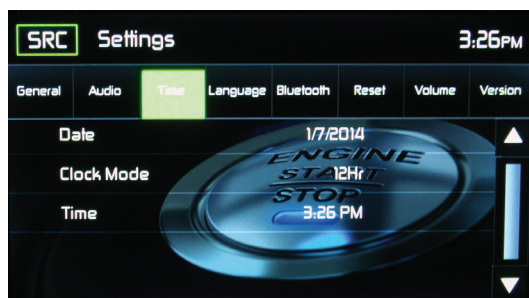 SRC Settings 3:26PM
General Audio Time Language Bluetooth Reset Volume Version
Date 1/7/2014
Clock Mode 12Hr
Time 3:26 PM
ENGINE
START
STOP